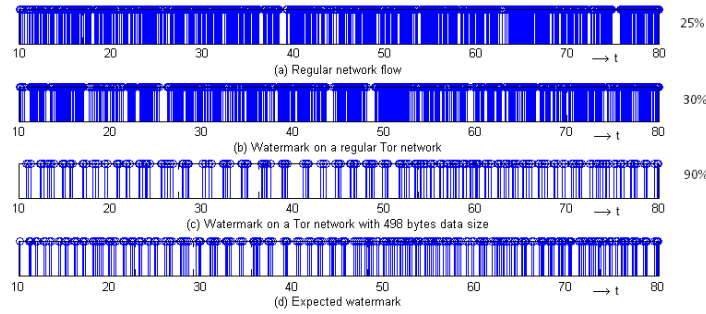 25%
10 20 30 40 50 60 70 80
(a) Regular network flow → t
30%
10 20 30 40 50 60 70 80
(b) Watermark on a regular Tor network → t
90%
10 20 30 40 50 60 70 80
(c) Watermark on a Tor network with 498 bytes data size → t
10 20 30 40 50 60 70 80
(d) Expected watermark → t